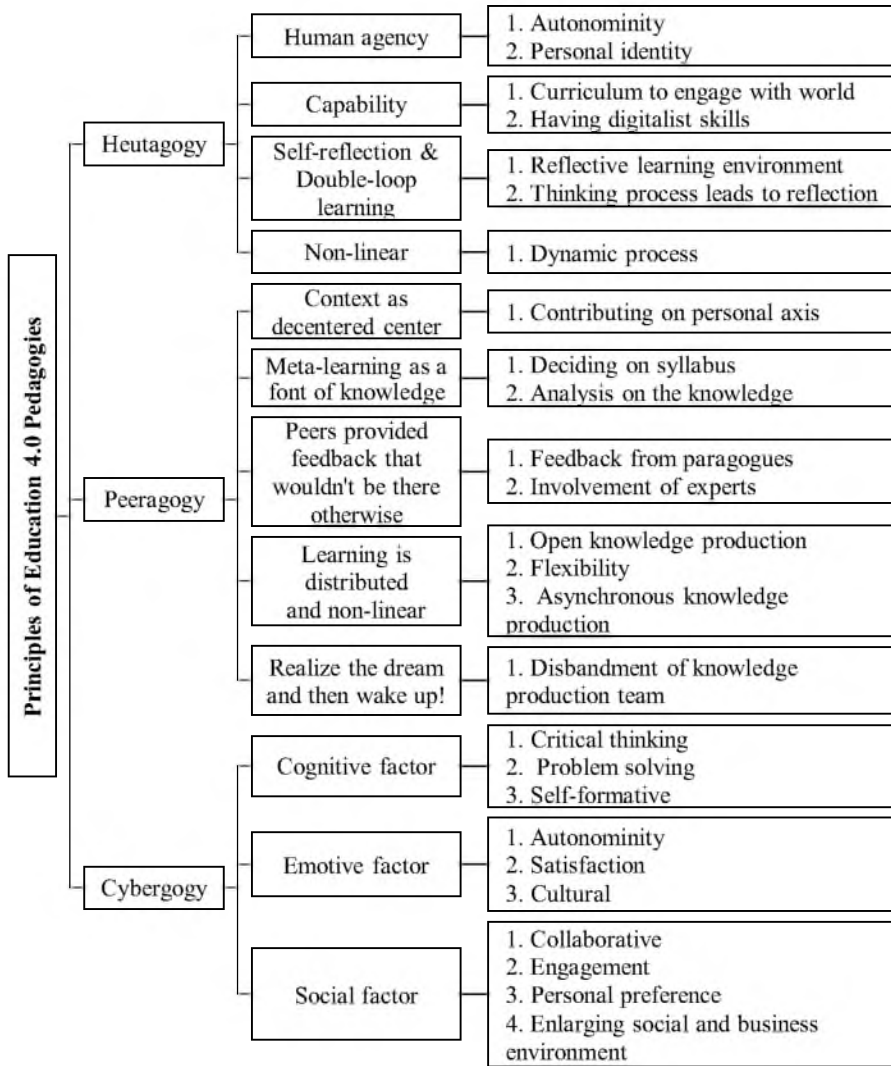 Principles of Education 4.0 Pedagogies
Heutagogy
Human agency
1. Autonominity
2. Personal identity
Capability
1. Curriculum to engage with world
2. Having digitalist skills
Self-reflection &
Double-loop
learning
1. Reflective learning environment
2. Thinking process leads to reflection
Non-linear
1. Dynamic process
Peeragogy
Context as
decentered center
1. Contributing on personal axis
Meta-learning as a
font of knowledge
1. Deciding on syllabus
2. Analysis on the knowledge
Peers provided
feedback that
wouldn't be there
otherwise
1. Feedback from paragogues
2. Involvement of experts
Learning is
distributed
and non-linear
1. Open knowledge production
2. Flexibility
3. Asynchronous knowledge
production
Realize the dream
and then wake up!
1. Disbandment of knowledge
production team
Cybergogy
Cognitive factor
1. Critical thinking
2. Problem solving
3. Self-formative
Emotive factor
1. Autonominity
2. Satisfaction
3. Cultural
Social factor
1. Collaborative
2. Engagement
3. Personal preference
4. Enlarging social and business
environment